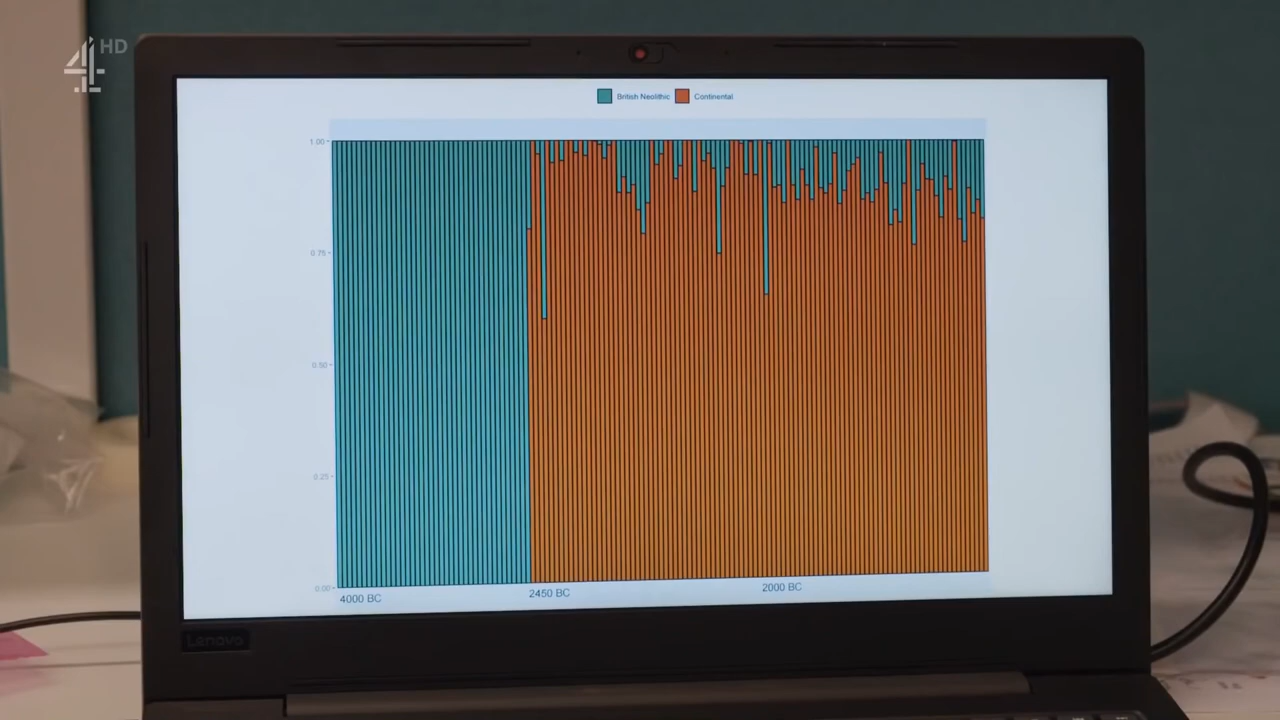 4 HD
British Neolithic Continental
1.00
0.75
0.50
0.25
0.00
4000 BC 2450 BC 2000 BC
Lenovo